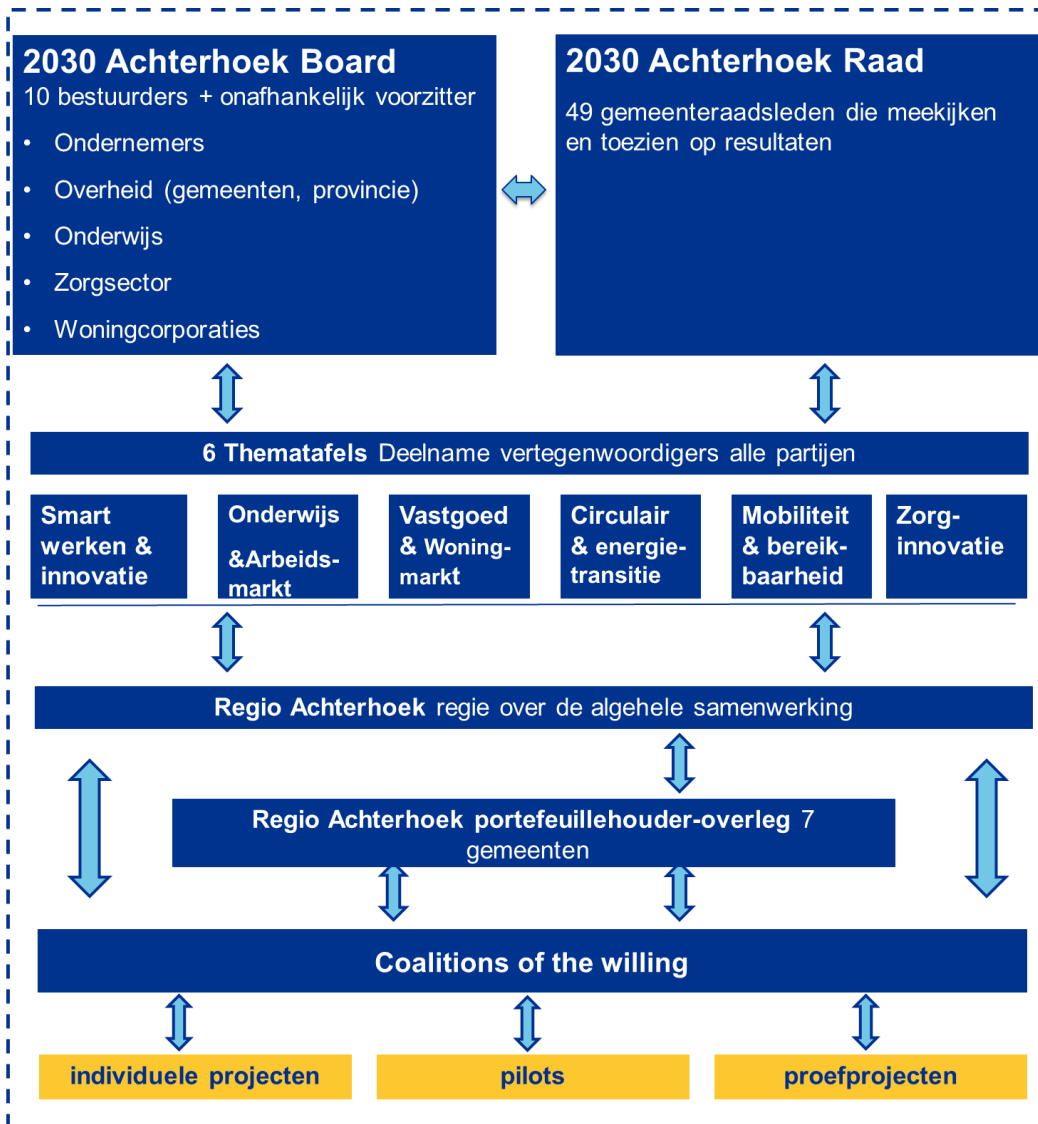 2030 Achterhoek Board
10 bestuurders + onafhankelijk voorzitter
• Ondernemers
• Overheid (gemeenten, provincie)
• Onderwijs
• Zorgsector
• Woningcorporaties
2030 Achterhoek Raad
49 gemeenteraadsleden die meekijken
en toezien op resultaten
6 Thematafels Deelname vertegenwoordigers alle partijen
Smart
werken &
innovatie
Onderwijs
&Arbeids-
markt
Vastgoed
& Woning-
markt
Circulair
& energie-
transitie
Mobiliteit
& bereik-
baarheid
Zorg-
innovatie
Regio Achterhoek regie over de algehele samenwerking
Regio Achterhoek portefeuillehouder-overleg 7
gemeenten
Coalitions of the willing
individuele projecten
pilots
proefprojecten